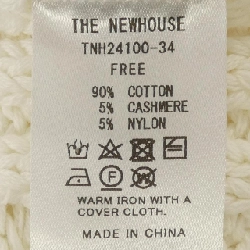 THE NEWHOUSE
TNH24100-34
FREE
90% COTTON
5% CASHMERE
5% NYLON
WARM IRON WITH A
COVER CLOTH.
MADE IN CHINA